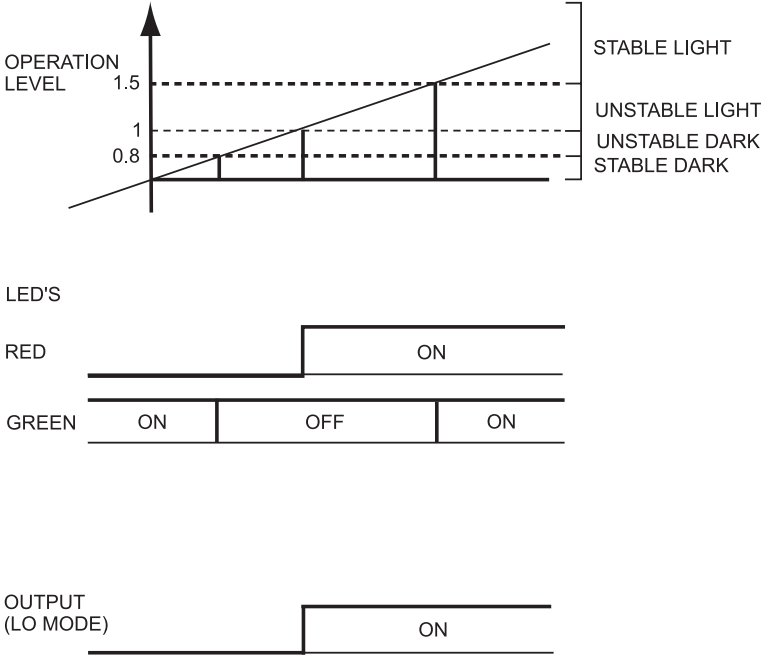 OPERATION
LEVEL
1.5
1
0.8
STABLE LIGHT
UNSTABLE LIGHT
UNSTABLE DARK
STABLE DARK
LED'S
RED
ON
GREEN
ON OFF ON
OUTPUT
(LO MODE)
ON